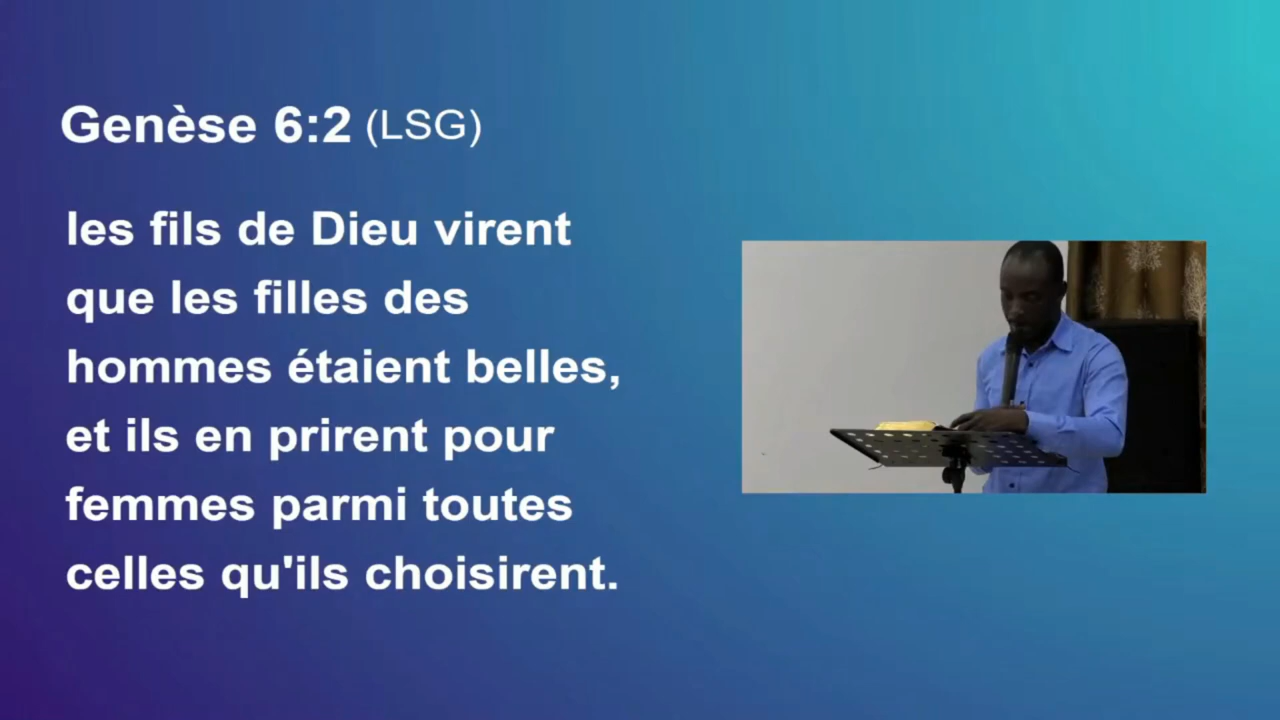 Genèse 6:2 (LSG)
les fils de Dieu virent
que les filles des
hommes étaient belles,
et ils en prirent pour
femmes parmi toutes
celles qu'ils choisirent.